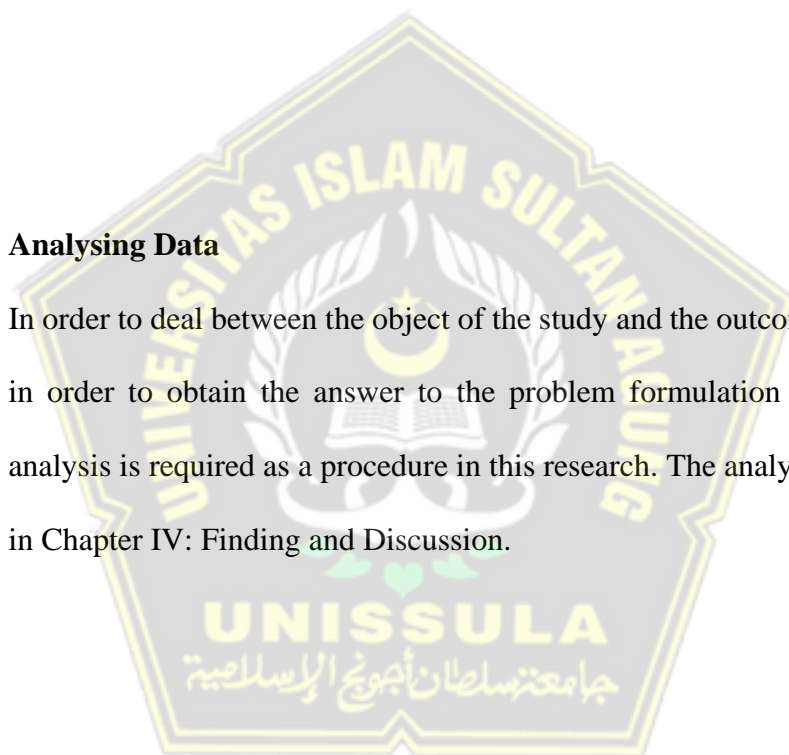 UNIVERSITAS ISLAM SULTAN AGUNG
Analysing Data
In order to deal between the object of the study and the
in order to obtain the answer to the problem formulation
analysis is required as a procedure in this research. The
in Chapter IV: Finding and Discussion.
UNISSULA
جامعة سلطان أجونج الإسلامية